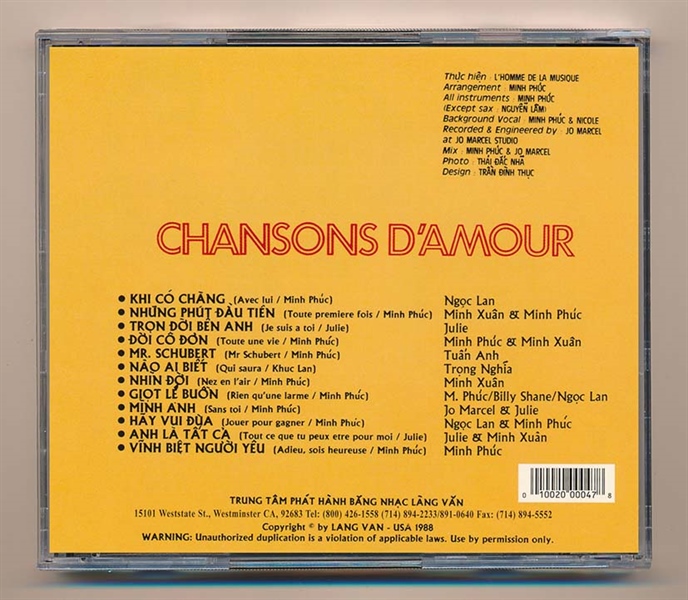 Thực hiện : L'HOMME DE LA MUSIQUE
Arrangement : MINH PHÚC
All instruments : MINH PHÚC
(Except sax : NGUYỄN LÃM)
Background Vocal : MINH PHÚC & NICOLE
Recorded & Engineered by : JO MARCEL
at JO MARCEL STUDIO
Mix : MINH PHÚC & JO MARCEL
Photo : THÁI ĐẮC NHÃ
Design : TRẦN ĐÌNH THỤC
CHANSONS D'AMOUR
• KHI CÓ CHÀNG (Avec lui / Minh Phúc) Ngọc Lan
• NHỮNG PHÚT ĐẦU TIÊN (Toute premiere fois / Minh Phúc) Minh Xuân & Minh Phúc
• TRỌN ĐỜI BÊN ANH (Je suis a toi / Julie) Julie
• ĐỜI CÔ ĐƠN (Toute une vie / Minh Phúc) Minh Phúc & Minh Xuân
• MR. SCHUBERT (Mr Schubert / Minh Phúc) Tuấn Anh
• NÀO AI BIẾT (Qui saura / Khuc Lan) Trọng Nghĩa
• NHÌN ĐỜI (Nez en l'air / Minh Phúc) Minh Xuân
• GIỌT LỆ BUỒN (Rien qu'une larme / Minh Phúc) M. Phúc/Billy Shane/Ngọc Lan
• MÌNH ANH (Sans toi / Minh Phúc) Jo Marcel & Julie
• HÃY VUI ĐÙA (Jouer pour gagner / Minh Phúc) Ngọc Lan & Minh Phúc
• ANH LÀ TẤT CẢ (Tout ce que tu peux etre pour moi / Julie) Julie & Minh Xuân
• VĨNH BIỆT NGƯỜI YÊU (Adieu, sois heureuse / Minh Phúc) Minh Phúc
0 10020 00047 8
TRUNG TÂM PHÁT HÀNH BĂNG NHẠC LÀNG VĂN
15101 Weststate St., Westminster CA, 92683 Tel: (800) 426-1558 (714) 894-2233/891-0640 Fax: (714) 894-5552
Copyright © by LANG VAN - USA 1988
WARNING: Unauthorized duplication is a violation of applicable laws. Use by permission only.